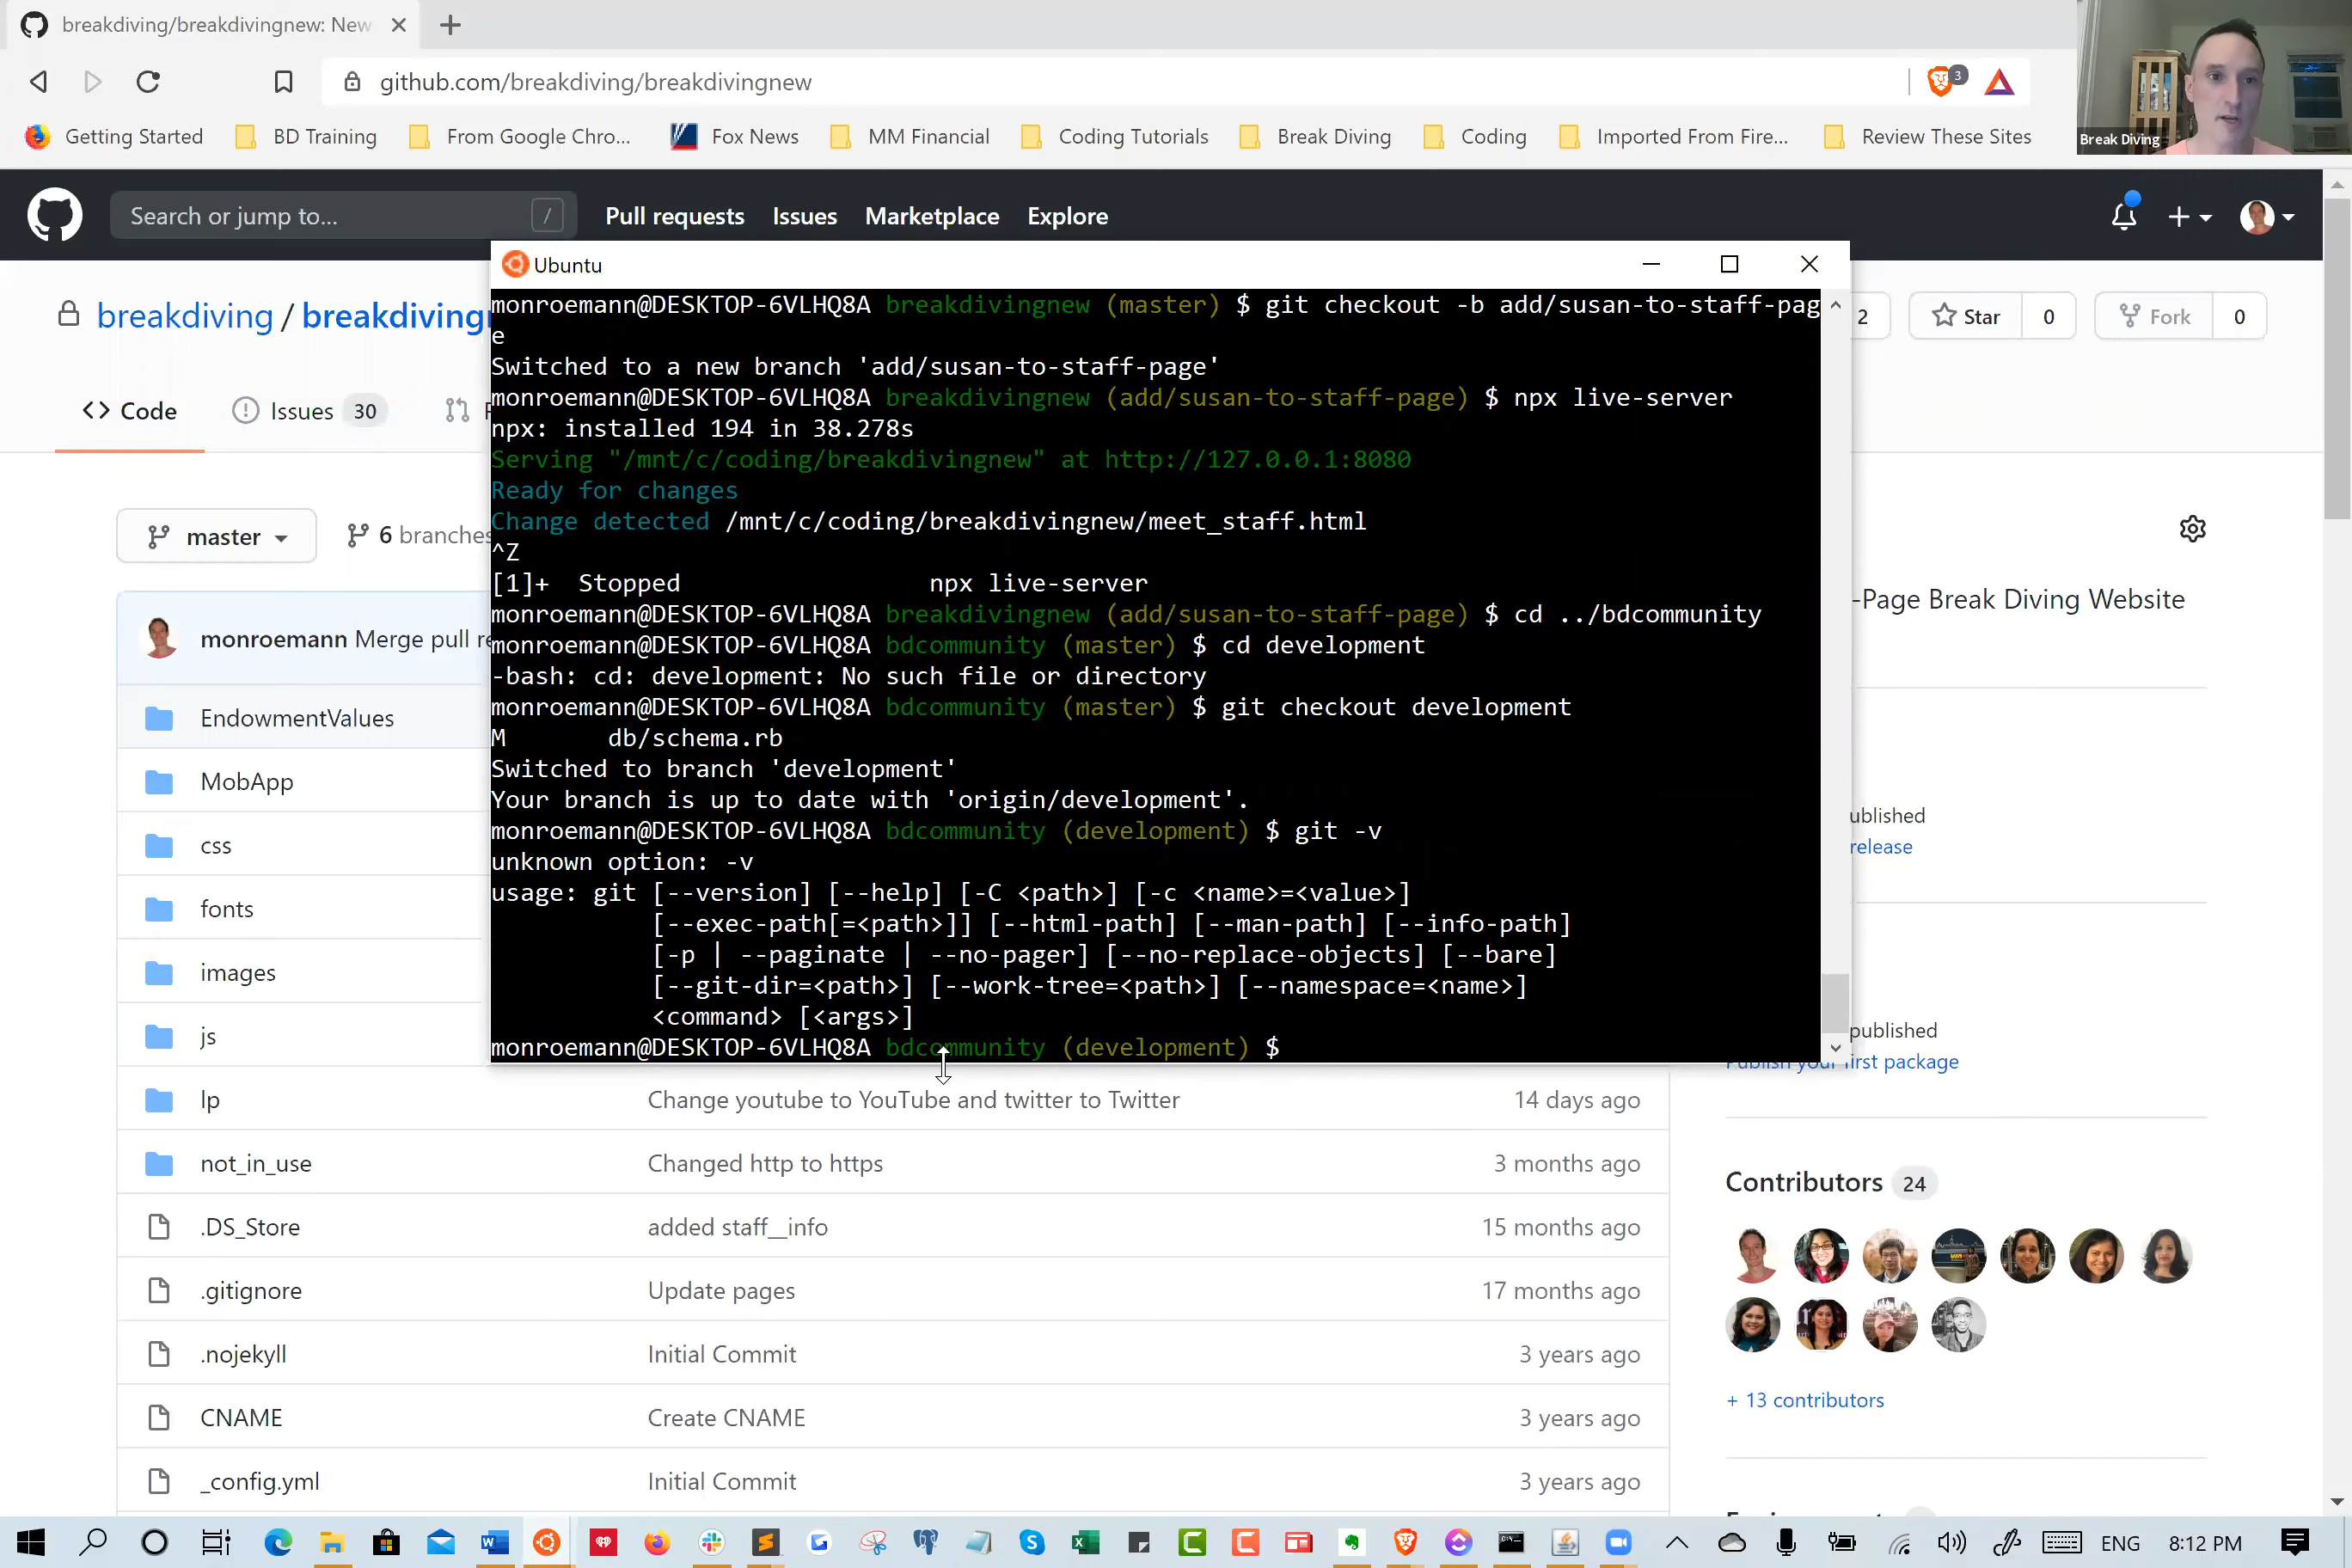 breakdiving/breakdivingnew: New
github.com/breakdiving/breakdivingnew
3
Getting Started
BD Training
From Google Chro...
Fox News
MM Financial
Coding Tutorials
Break Diving
Coding
Imported From Fire...
Review These Sites
Break Diving
Search or jump to...
/
Pull requests
Issues
Marketplace
Explore
Ubuntu
breakdiving / breakdivingn
2
Star
0
Fork
0
Code
Issues
30
master
6 branches
-Page Break Diving Website
monroemann Merge pull re
monroemann@DESKTOP-6VLHQ8A breakdivingnew (master) $ git checkout -b add/susan-to-staff-pag
e
Switched to a new branch 'add/susan-to-staff-page'
monroemann@DESKTOP-6VLHQ8A breakdivingnew (add/susan-to-staff-page) $ npx live-server
npx: installed 194 in 38.278s
Serving "/mnt/c/coding/breakdivingnew" at http://127.0.0.1:8080
Ready for changes
Change detected /mnt/c/coding/breakdivingnew/meet_staff.html
^Z
[1]+  Stopped                 npx live-server
monroemann@DESKTOP-6VLHQ8A breakdivingnew (add/susan-to-staff-page) $ cd ../bdcommunity
monroemann@DESKTOP-6VLHQ8A bdcommunity (master) $ cd development
-bash: cd: development: No such file or directory
monroemann@DESKTOP-6VLHQ8A bdcommunity (master) $ git checkout development
M       db/schema.rb
Switched to branch 'development'
Your branch is up to date with 'origin/development'.
monroemann@DESKTOP-6VLHQ8A bdcommunity (development) $ git -v
unknown option: -v
usage: git [--version] [--help] [-C <path>] [-c <name>=<value>]
           [--exec-path[=<path>]] [--html-path] [--man-path] [--info-path]
           [-p | --paginate | --no-pager] [--no-replace-objects] [--bare]
           [--git-dir=<path>] [--work-tree=<path>] [--namespace=<name>]
           <command> [<args>]
monroemann@DESKTOP-6VLHQ8A bdcommunity (development) $
EndowmentValues
MobApp
css
fonts
images
js
lp
Change youtube to YouTube and twitter to Twitter
14 days ago
not_in_use
Changed http to https
3 months ago
.DS_Store
added staff__info
15 months ago
.gitignore
Update pages
17 months ago
.nojekyll
Initial Commit
3 years ago
CNAME
Create CNAME
3 years ago
_config.yml
Initial Commit
3 years ago
ublished
release
published
Publish your first package
Contributors 24
+ 13 contributors
ENG
8:12 PM